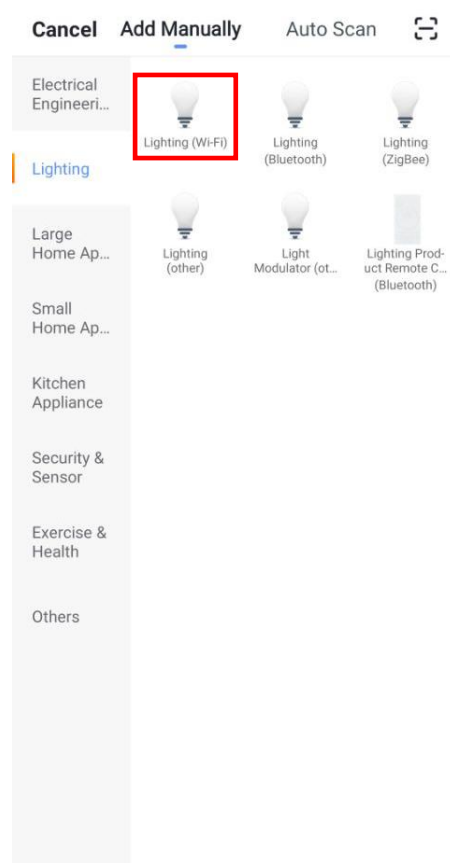 Cancel Add Manually Auto Scan
Electrical
Engineeri...
Lighting
Large
Home Ap...
Small
Home Ap...
Kitchen
Appliance
Security &
Sensor
Exercise &
Health
Others
Lighting (Wi-Fi)
Lighting
(Bluetooth)
Lighting
(ZigBee)
Lighting
(other)
Light
Modulator (ot...
Lighting Prod-
uct Remote C...
(Bluetooth)